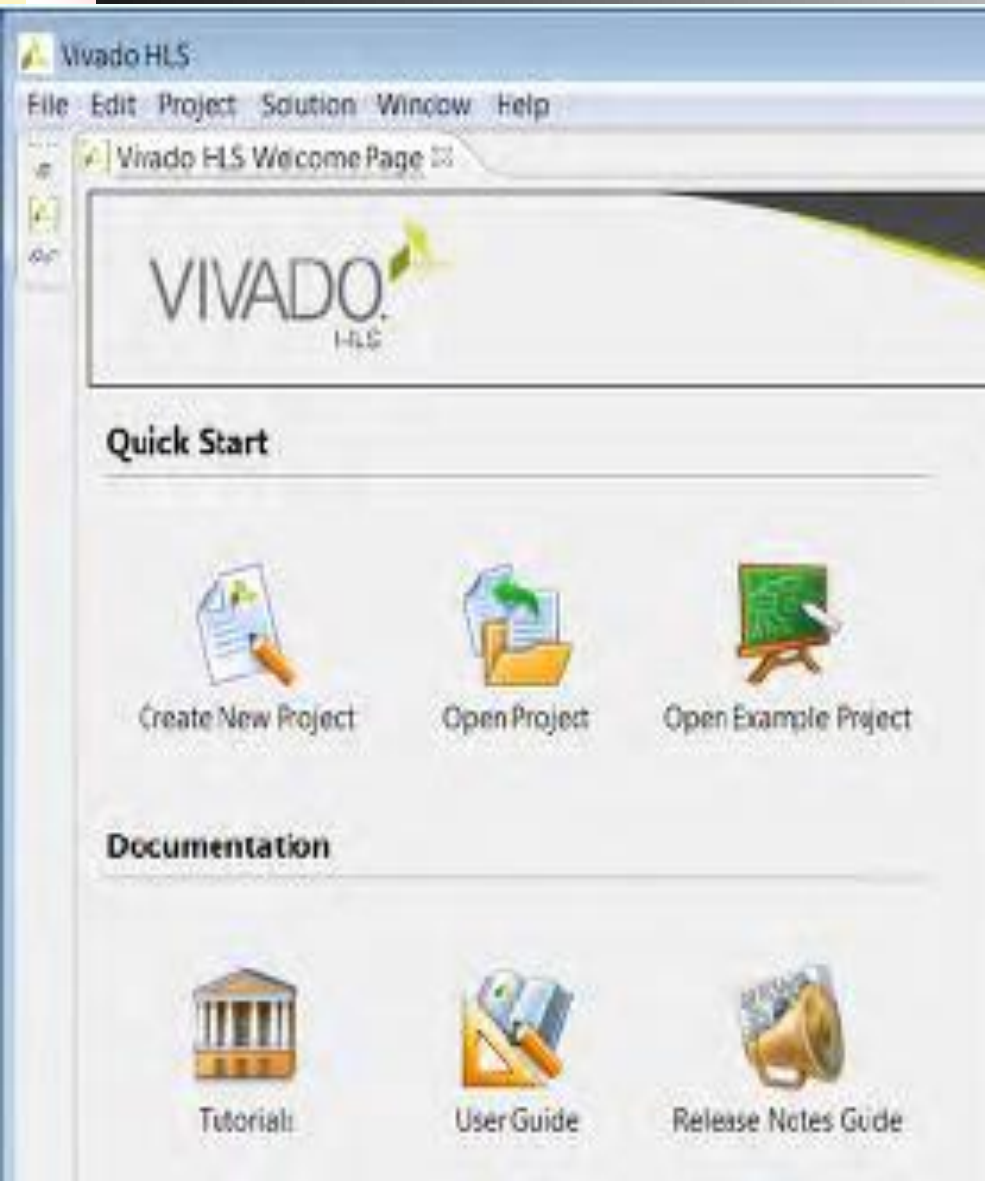 Vivado HLS
File Edit Project Solution Window Help
Vivado HLS Welcome Page
VIVADO.
HLS
Quick Start
Create New Project Open Project Open Example Project
Documentation
Tutorials User Guide Release Notes Guide